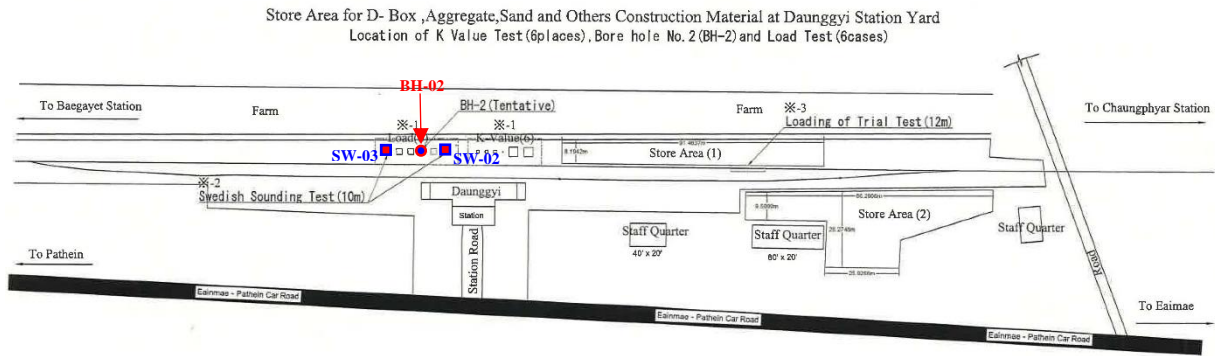 Store Area for D- Box ,Aggregate,Sand and Others Construction Material at Daunggyi Station Yard
Location of K Value Test(6places),Bore hole No.2(BH-2)and Load Test(6cases)
BH-02
To Baegayet Station
Farm
BH-2(Tentative)
Farm
※-3
To Chaungphyar Station
※-1
※-1
Loading of Trial Test(12m)
K-Value(6)
SW-03
SW-02
Store Area (1)
※-2
Swedish Sounding Test(10m)
Daunggyi
Station
Store Area (2)
Staff Quarter
Staff Quarter
Staff Quarter
40' x 20'
60' x 20'
To Pathein
Station Road
Road
To Eaimae
Eainmae - Pathein Car Road
Eainmae - Pathein Car Road
Eainmae - Pathein Car Road